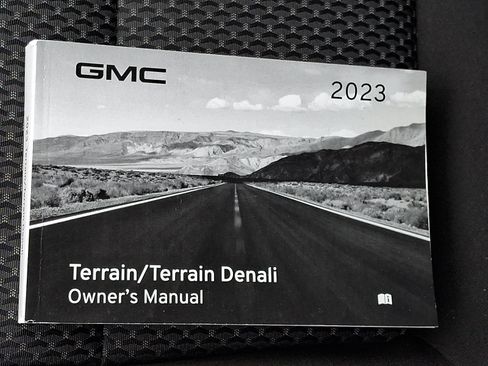 GMC
2023
Terrain/Terrain Denali
Owner's Manual